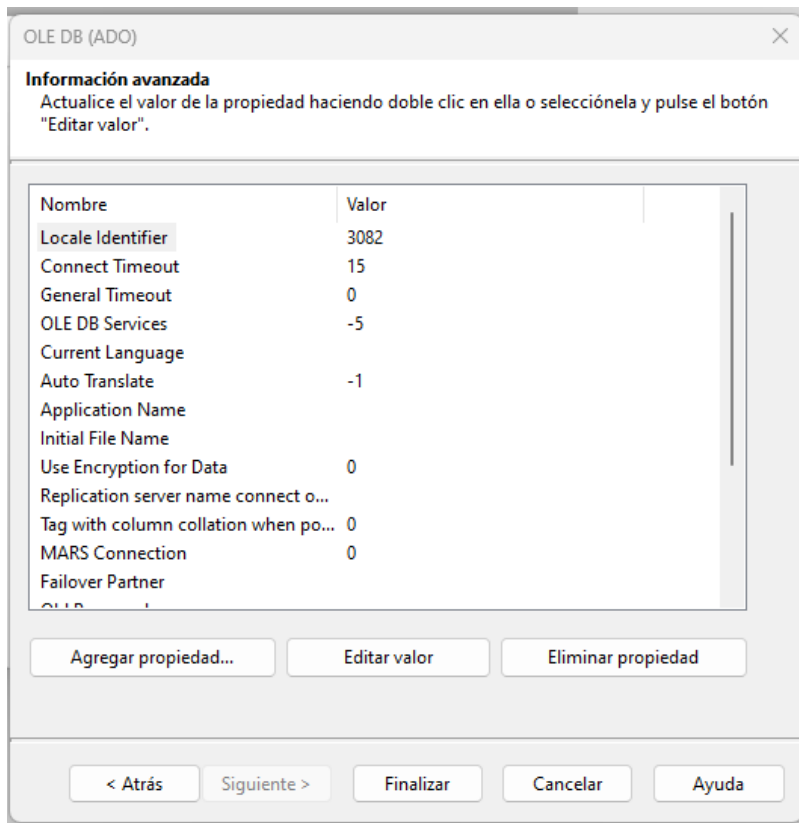 OLE DB (ADO)
Información avanzada
Actualice el valor de la propiedad haciendo doble clic en ella o selecciónela y pulse el botón
"Editar valor".
Nombre Valor
Locale Identifier 3082
Connect Timeout 15
General Timeout 0
OLE DB Services -5
Current Language
Auto Translate -1
Application Name
Initial File Name
Use Encryption for Data 0
Replication server name connect o...
Tag with column collation when po... 0
MARS Connection 0
Failover Partner
Agregar propiedad... Editar valor Eliminar propiedad
< Atrás Siguiente > Finalizar Cancelar Ayuda